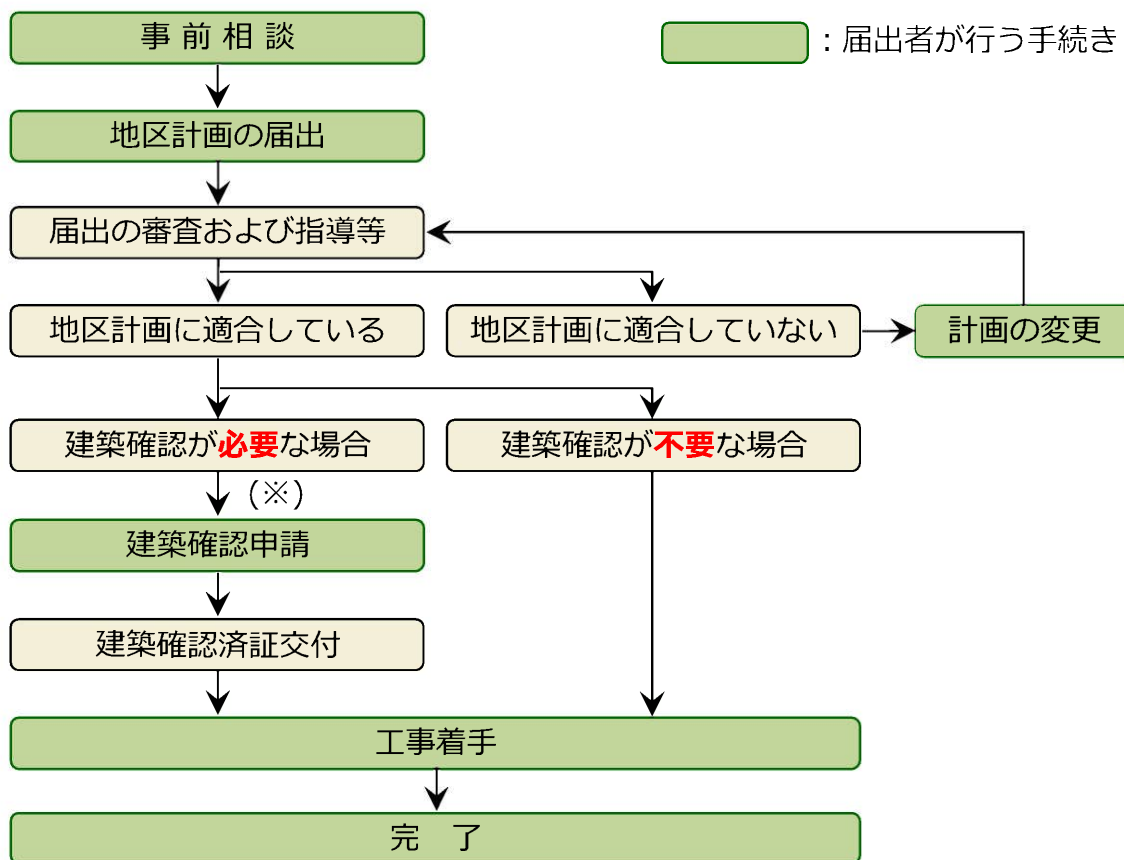 事 前 相 談
：届出者が行う手続き
地区計画の届出
届出の審査および指導等
地区計画に適合している
地区計画に適合していない
計画の変更
建築確認が必要な場合
建築確認が不要な場合
(※)
建築確認申請
建築確認済証交付
工事着手
完　了